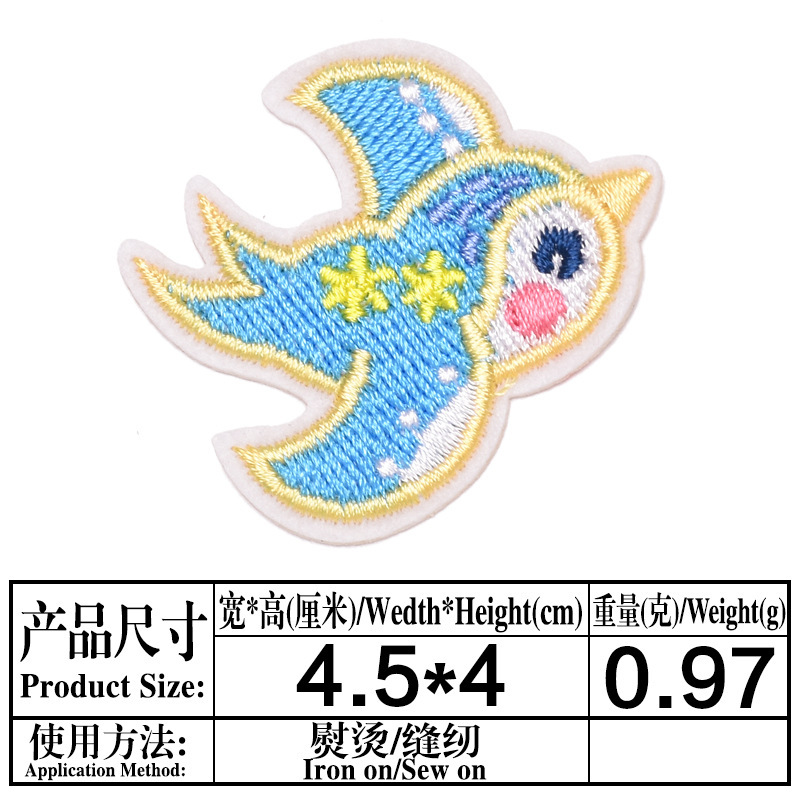 产品尺寸
Product Size:
宽*高(厘米)/Wedth*Height(cm)
4.5*4
重量(克)/Weight(g)
0.97
使用方法:
Application Method:
熨烫/缝纫
Iron on/Sew on